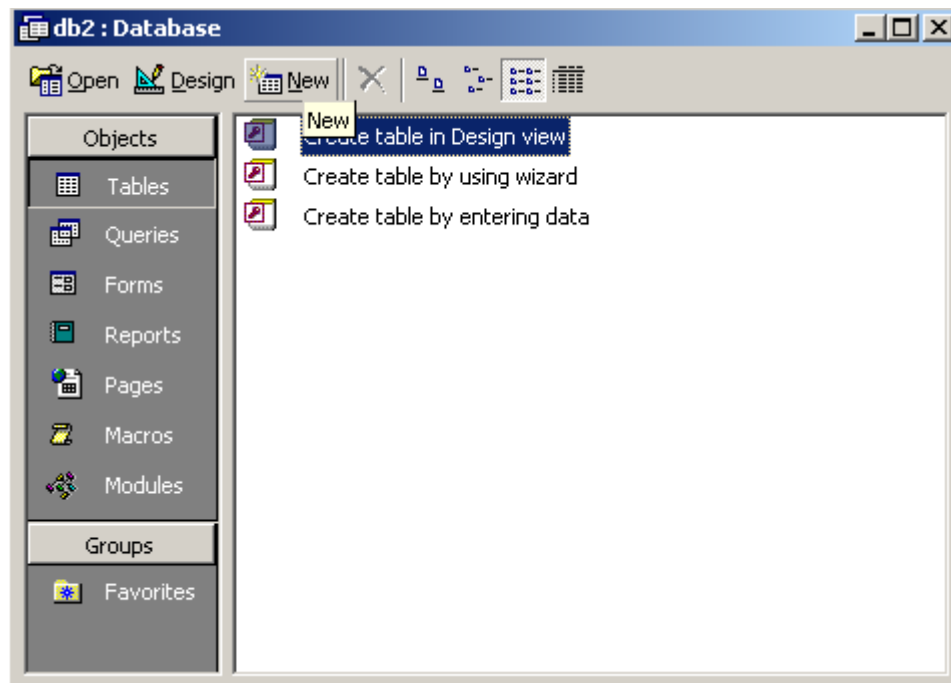 db2 : Database
Open Design New
New
Objects
Tables
Queries
Forms
Reports
Pages
Macros
Modules
Groups
Favorites
Create table in Design view
Create table by using wizard
Create table by entering data